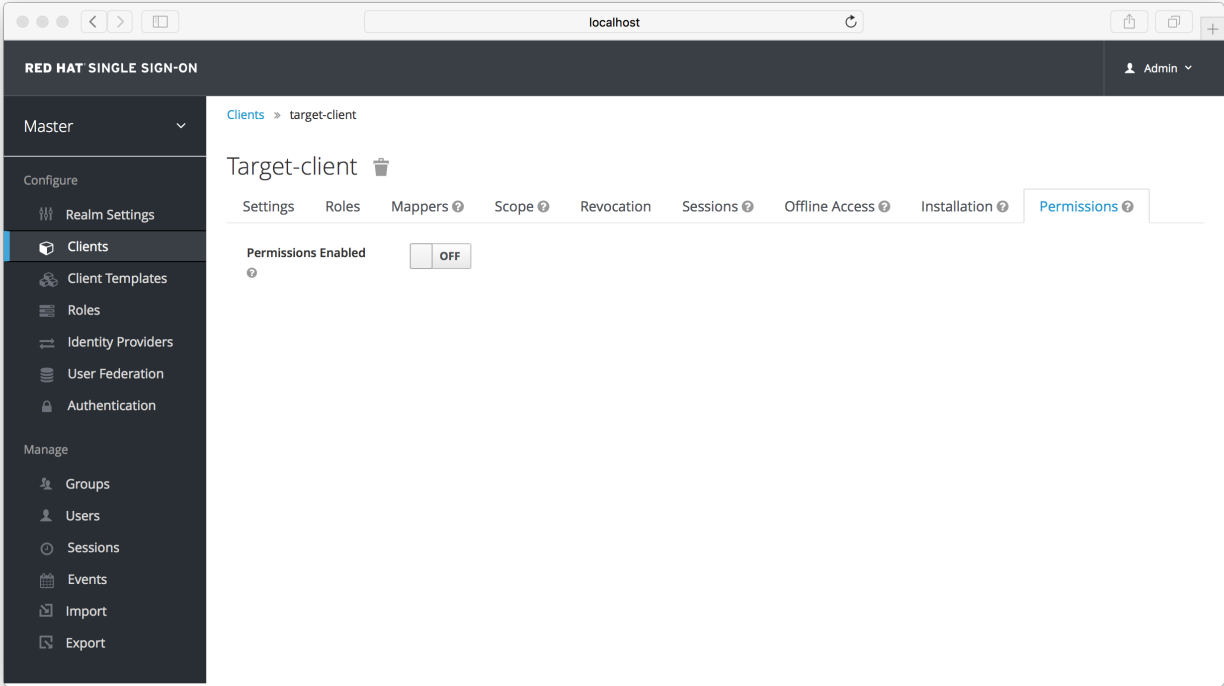 localhost
RED HAT SINGLE SIGN-ON
Admin
Master
Clients » target-client
Target-client
Configure
Settings Roles Mappers Scope Revocation Sessions Offline Access Installation Permissions
Realm Settings
Clients
Permissions Enabled OFF
Client Templates
Roles
Identity Providers
User Federation
Authentication
Manage
Groups
Users
Sessions
Events
Import
Export